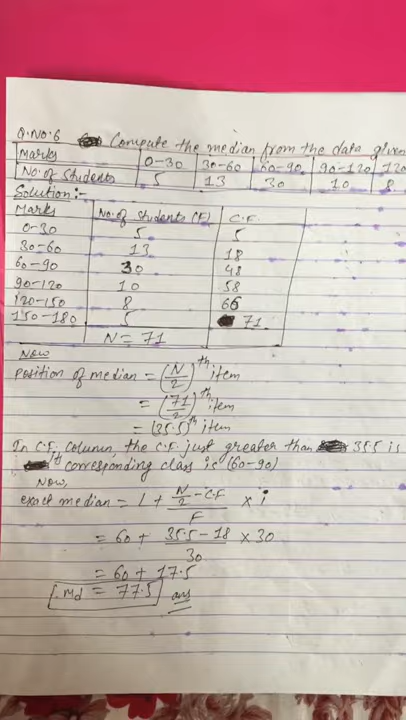 Q.NO.6 Compute the median from the data given
Marks 0-30 30-60 60-90 90-120 120
No. of Students 5 13 30 10 8
Solution:-
Marks No. of students (F) C.F.
0-30 5 5
30-60 13 18
60-90 30 48
90-120 10 58
120-150 8 66
150-180 5 71
N = 71
Now
position of median = (N/2)th item
= (71/2)th item
= (35.5)th item
In C.F. column, the C.F. just greater than 35.5 is
it corresponding class is (60-90)
Now,
exact median = l + N/2 - C.F / F × i
= 60 + 35.5 - 18 / 30 × 30
= 60 + 17.5
Md = 77.5 ans